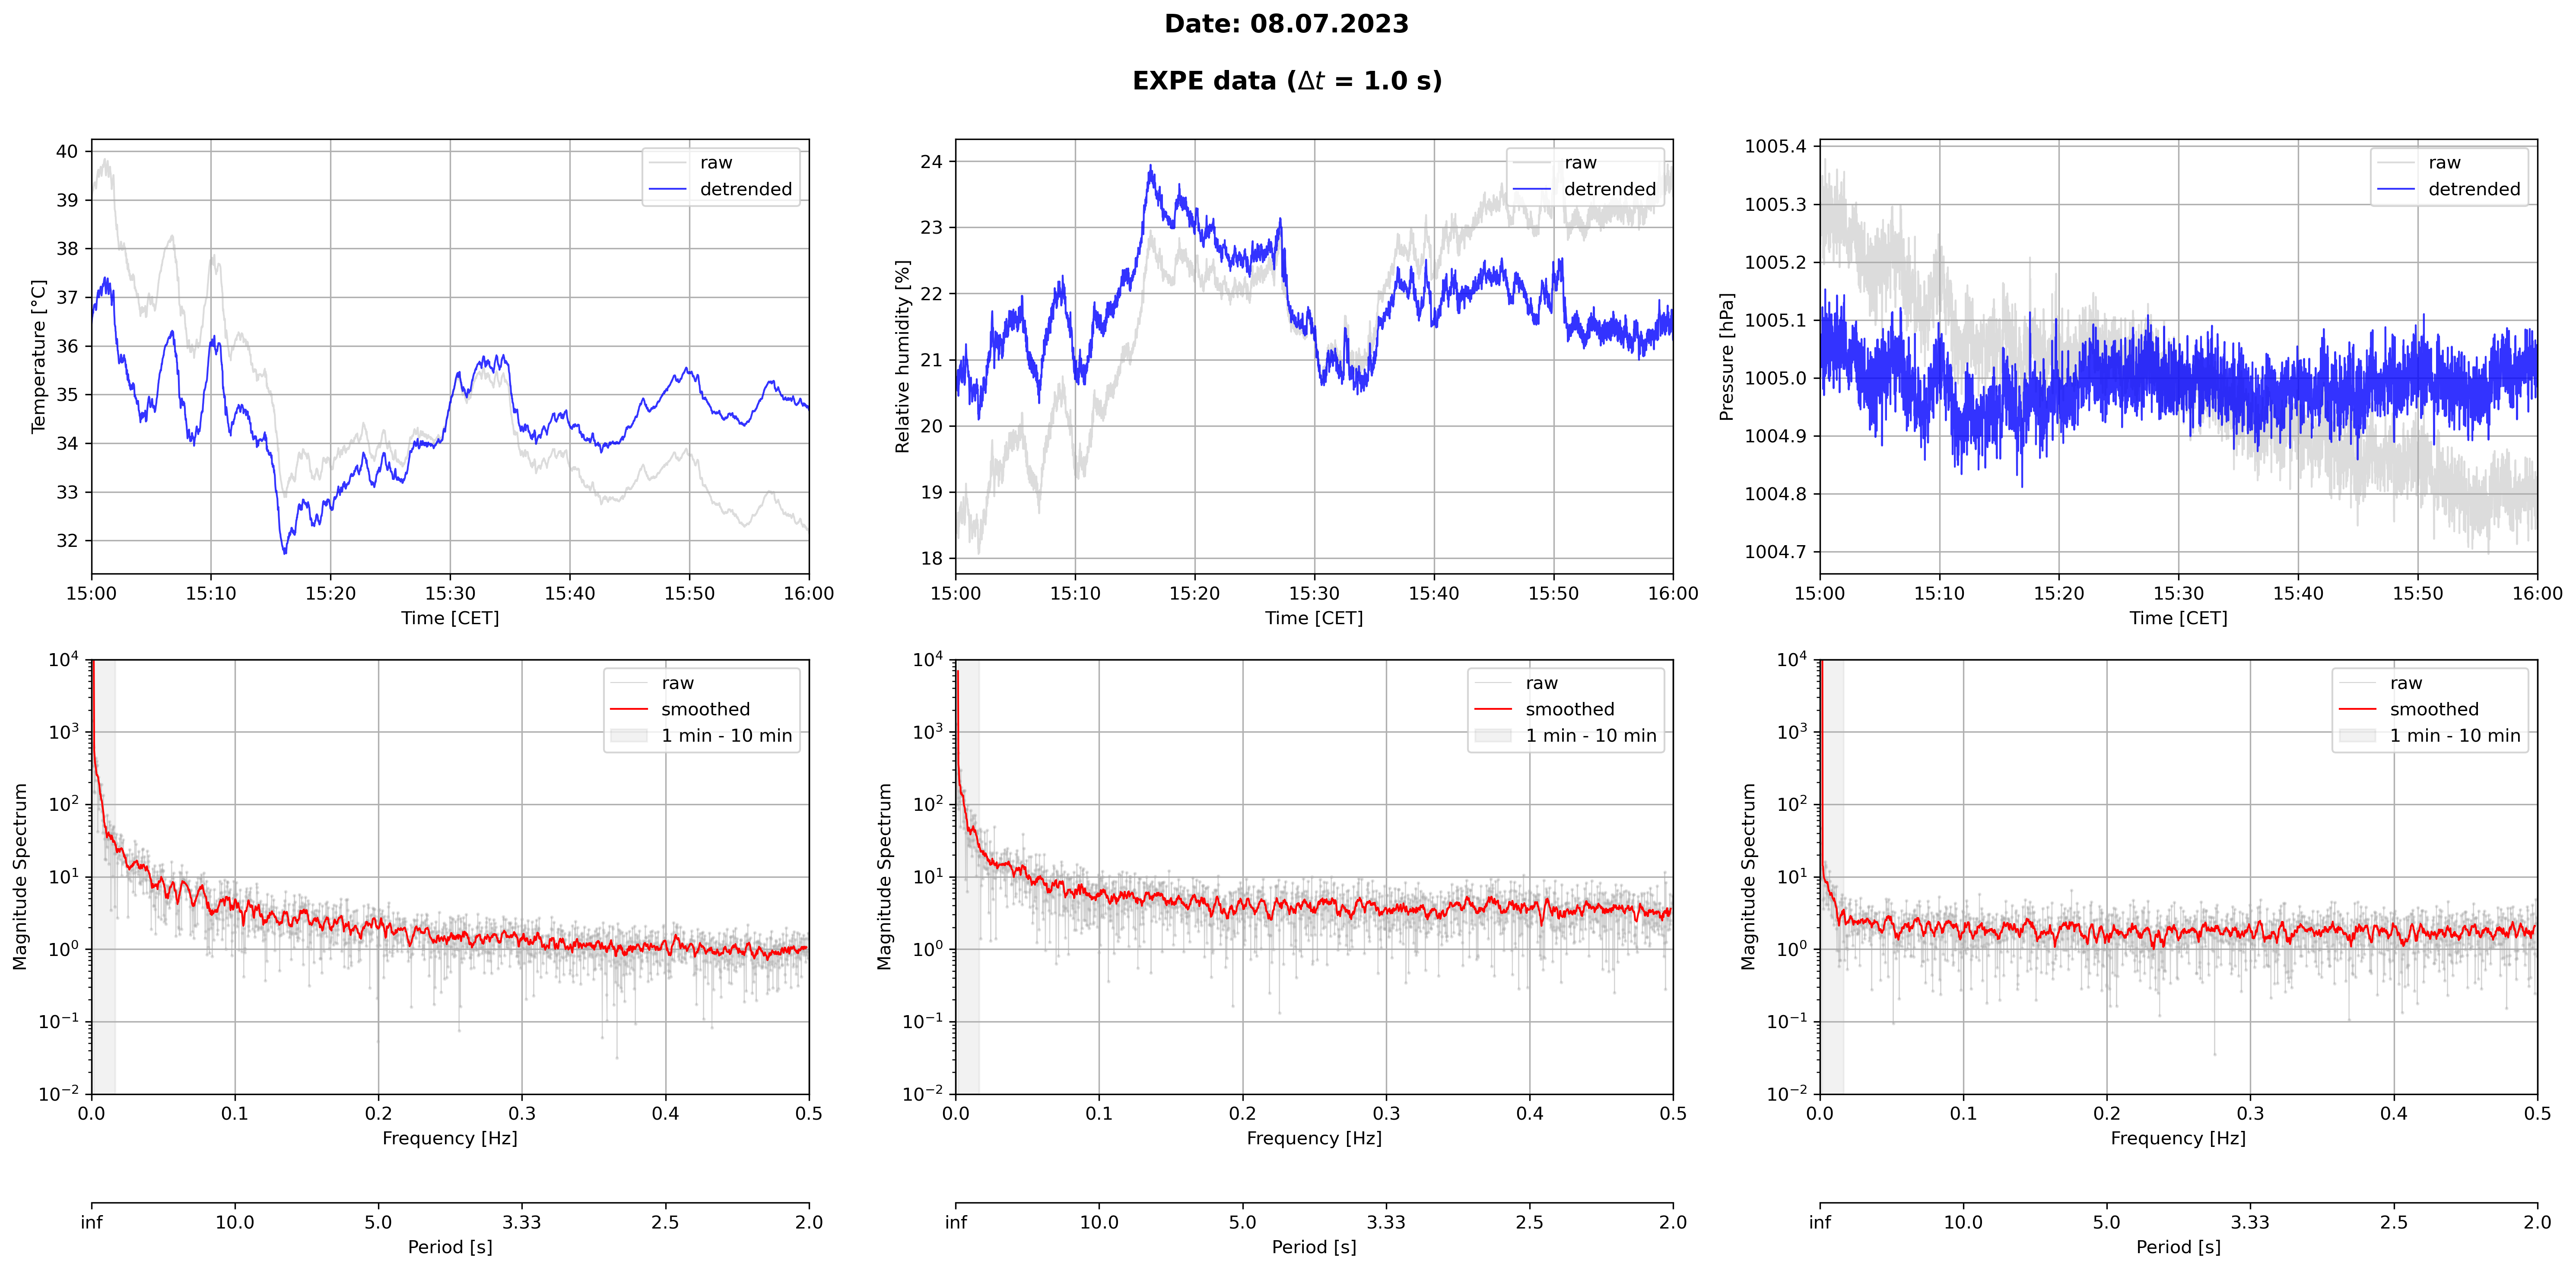 Date: 08.07.2023
EXPE data (Δt = 1.0 s)
Temperature [°C]
40
39
38
37
36
35
34
33
32
raw
detrended
15:00 15:10 15:20 15:30 15:40 15:50 16:00
Time [CET]
Relative humidity [%]
24
23
22
21
20
19
18
raw
detrended
15:00 15:10 15:20 15:30 15:40 15:50 16:00
Time [CET]
Pressure [hPa]
1005.4
1005.3
1005.2
1005.1
1005.0
1004.9
1004.8
1004.7
raw
detrended
15:00 15:10 15:20 15:30 15:40 15:50 16:00
Time [CET]
Magnitude Spectrum
10⁴
10³
10²
10¹
10⁰
10⁻¹
10⁻²
raw
smoothed
1 min - 10 min
0.0 0.1 0.2 0.3 0.4 0.5
Frequency [Hz]
inf 10.0 5.0 3.33 2.5 2.0
Period [s]
Magnitude Spectrum
10⁴
10³
10²
10¹
10⁰
10⁻¹
10⁻²
raw
smoothed
1 min - 10 min
0.0 0.1 0.2 0.3 0.4 0.5
Frequency [Hz]
inf 10.0 5.0 3.33 2.5 2.0
Period [s]
Magnitude Spectrum
10⁴
10³
10²
10¹
10⁰
10⁻¹
10⁻²
raw
smoothed
1 min - 10 min
0.0 0.1 0.2 0.3 0.4 0.5
Frequency [Hz]
inf 10.0 5.0 3.33 2.5 2.0
Period [s]